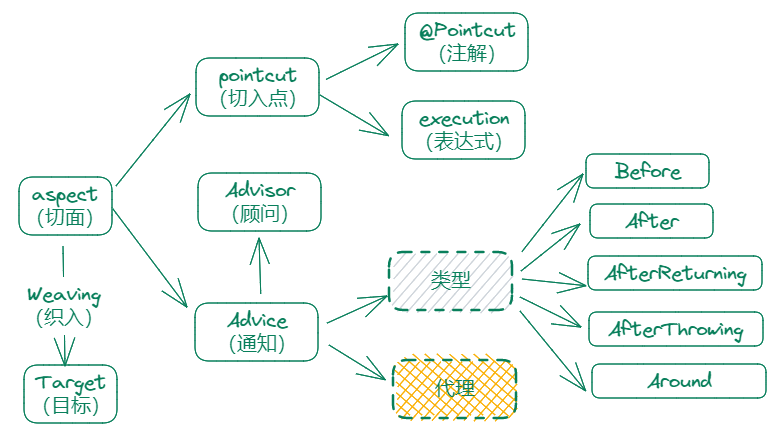 @Pointcut
(注解)
pointcut
(切入点)
execution
(表达式)
aspect
(切面)
Advisor
(顾问)
Weaving
(织入)
Advice
(通知)
类型
代理
Target
(目标)
Before
After
AfterReturning
AfterThrowing
Around